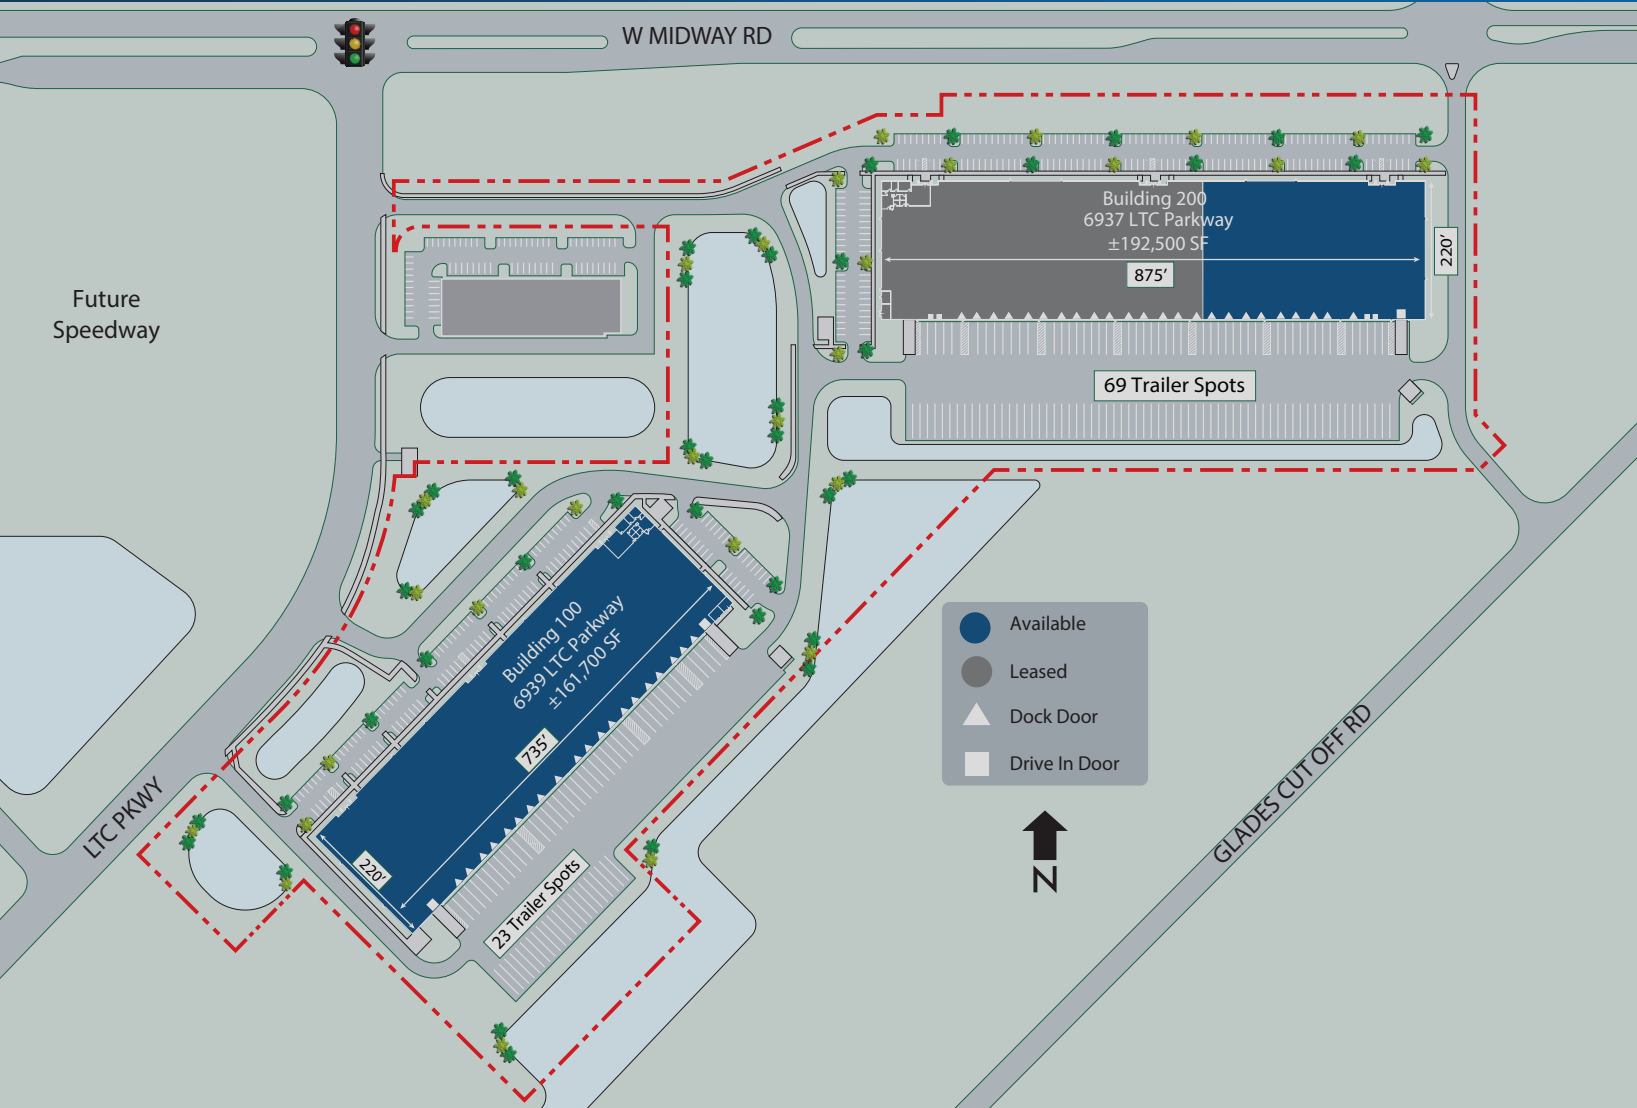 W MIDWAY RD
Building 200
6937 LTC Parkway
±192,500 SF
875'
220'
69 Trailer Spots
Future
Speedway
Building 100
6939 LTC Parkway
±161,700 SF
735'
220'
23 Trailer Spots
LTC PKWY
Available
Leased
Dock Door
Drive In Door
N
GLADES CUT OFF RD